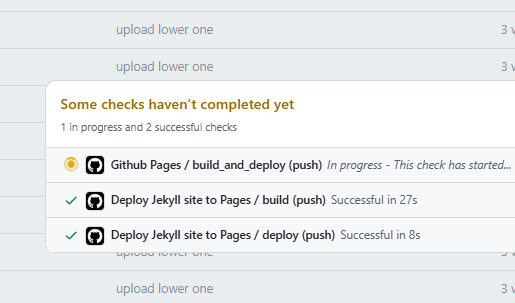 upload lower one
3 w
upload lower one
3 w
Some checks haven't completed yet
1 in progress and 2 successful checks
Github Pages / build_and_deploy (push) In progress - This check has started...
Deploy Jekyll site to Pages / build (push) Successful in 27s
Deploy Jekyll site to Pages / deploy (push) Successful in 8s
upload lower one
3 w
upload lower one
3 w